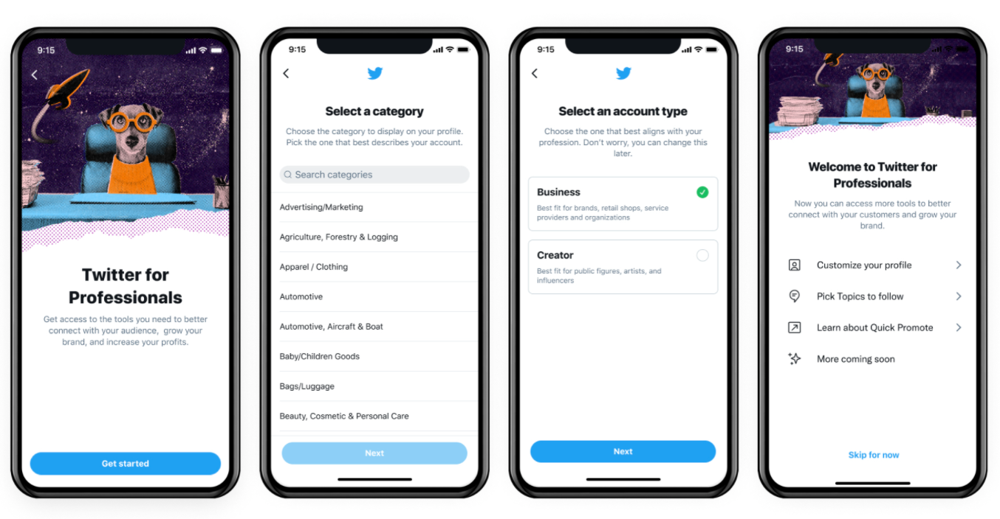 9:15
Twitter for
Professionals
Get access to the tools you need to better
connect with your audience, grow your
brand, and increase your profits.
Get started
9:15
Select a category
Choose the category to display on your profile.
Pick the one that best describes your account.
Search categories
Advertising/Marketing
Agriculture, Forestry & Logging
Apparel / Clothing
Automotive
Automotive, Aircraft & Boat
Baby/Children Goods
Bags/Luggage
Beauty, Cosmetic & Personal Care
Next
9:15
Select an account type
Choose the one that best aligns with your
profession. Don't worry, you can change this
later.
Business
Best fit for brands, retail shops, service
providers and organizations
Creator
Best fit for public figures, artists, and
influencers
Next
9:15
Welcome to Twitter for
Professionals
Now you can access more tools to better
connect with your customers and grow your
brand.
Customize your profile
Pick Topics to follow
Learn about Quick Promote
More coming soon
Skip for now